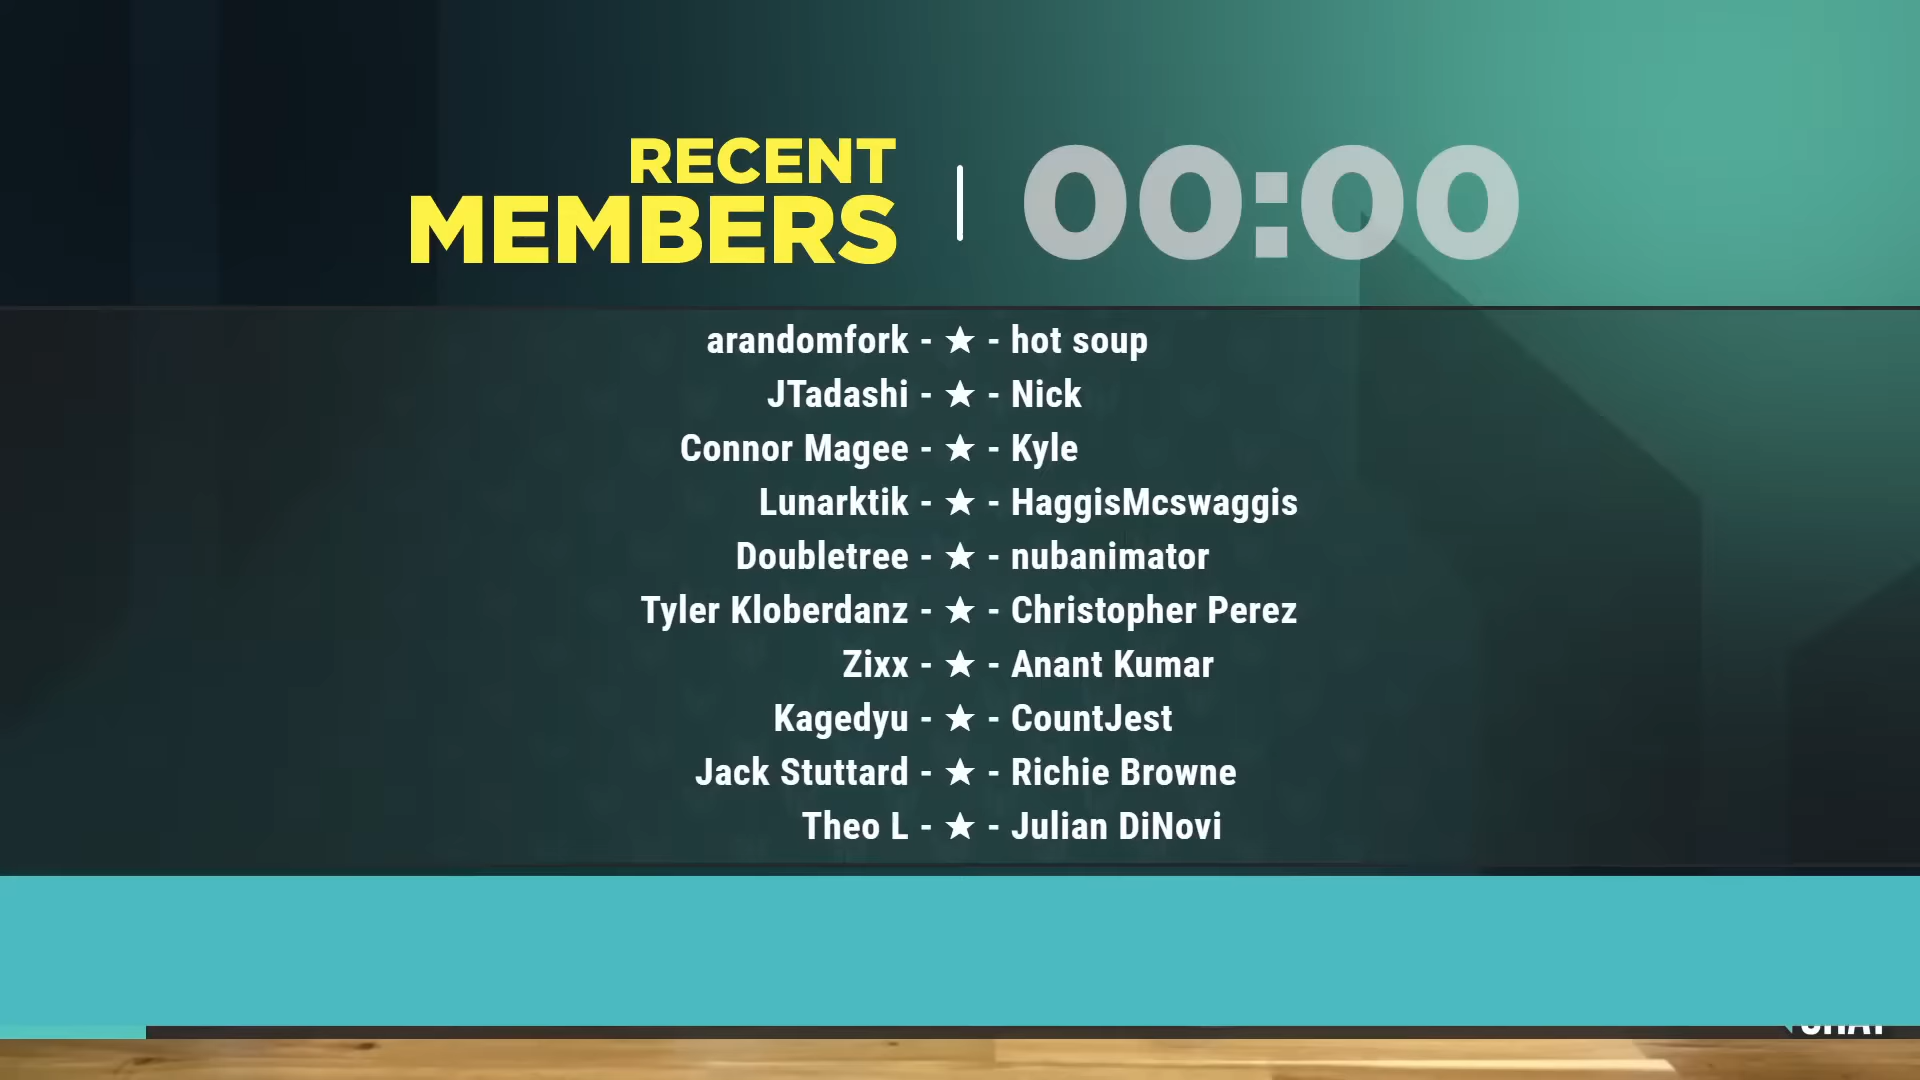 RECENT
MEMBERS
00:00
arandomfork - ★ - hot soup
JTadashi - ★ - Nick
Connor Magee - ★ - Kyle
Lunarktik - ★ - HaggisMcswaggis
Doubletree - ★ - nubanimator
Tyler Kloberdanz - ★ - Christopher Perez
Zixx - ★ - Anant Kumar
Kagedyu - ★ - CountJest
Jack Stuttard - ★ - Richie Browne
Theo L - ★ - Julian DiNovi